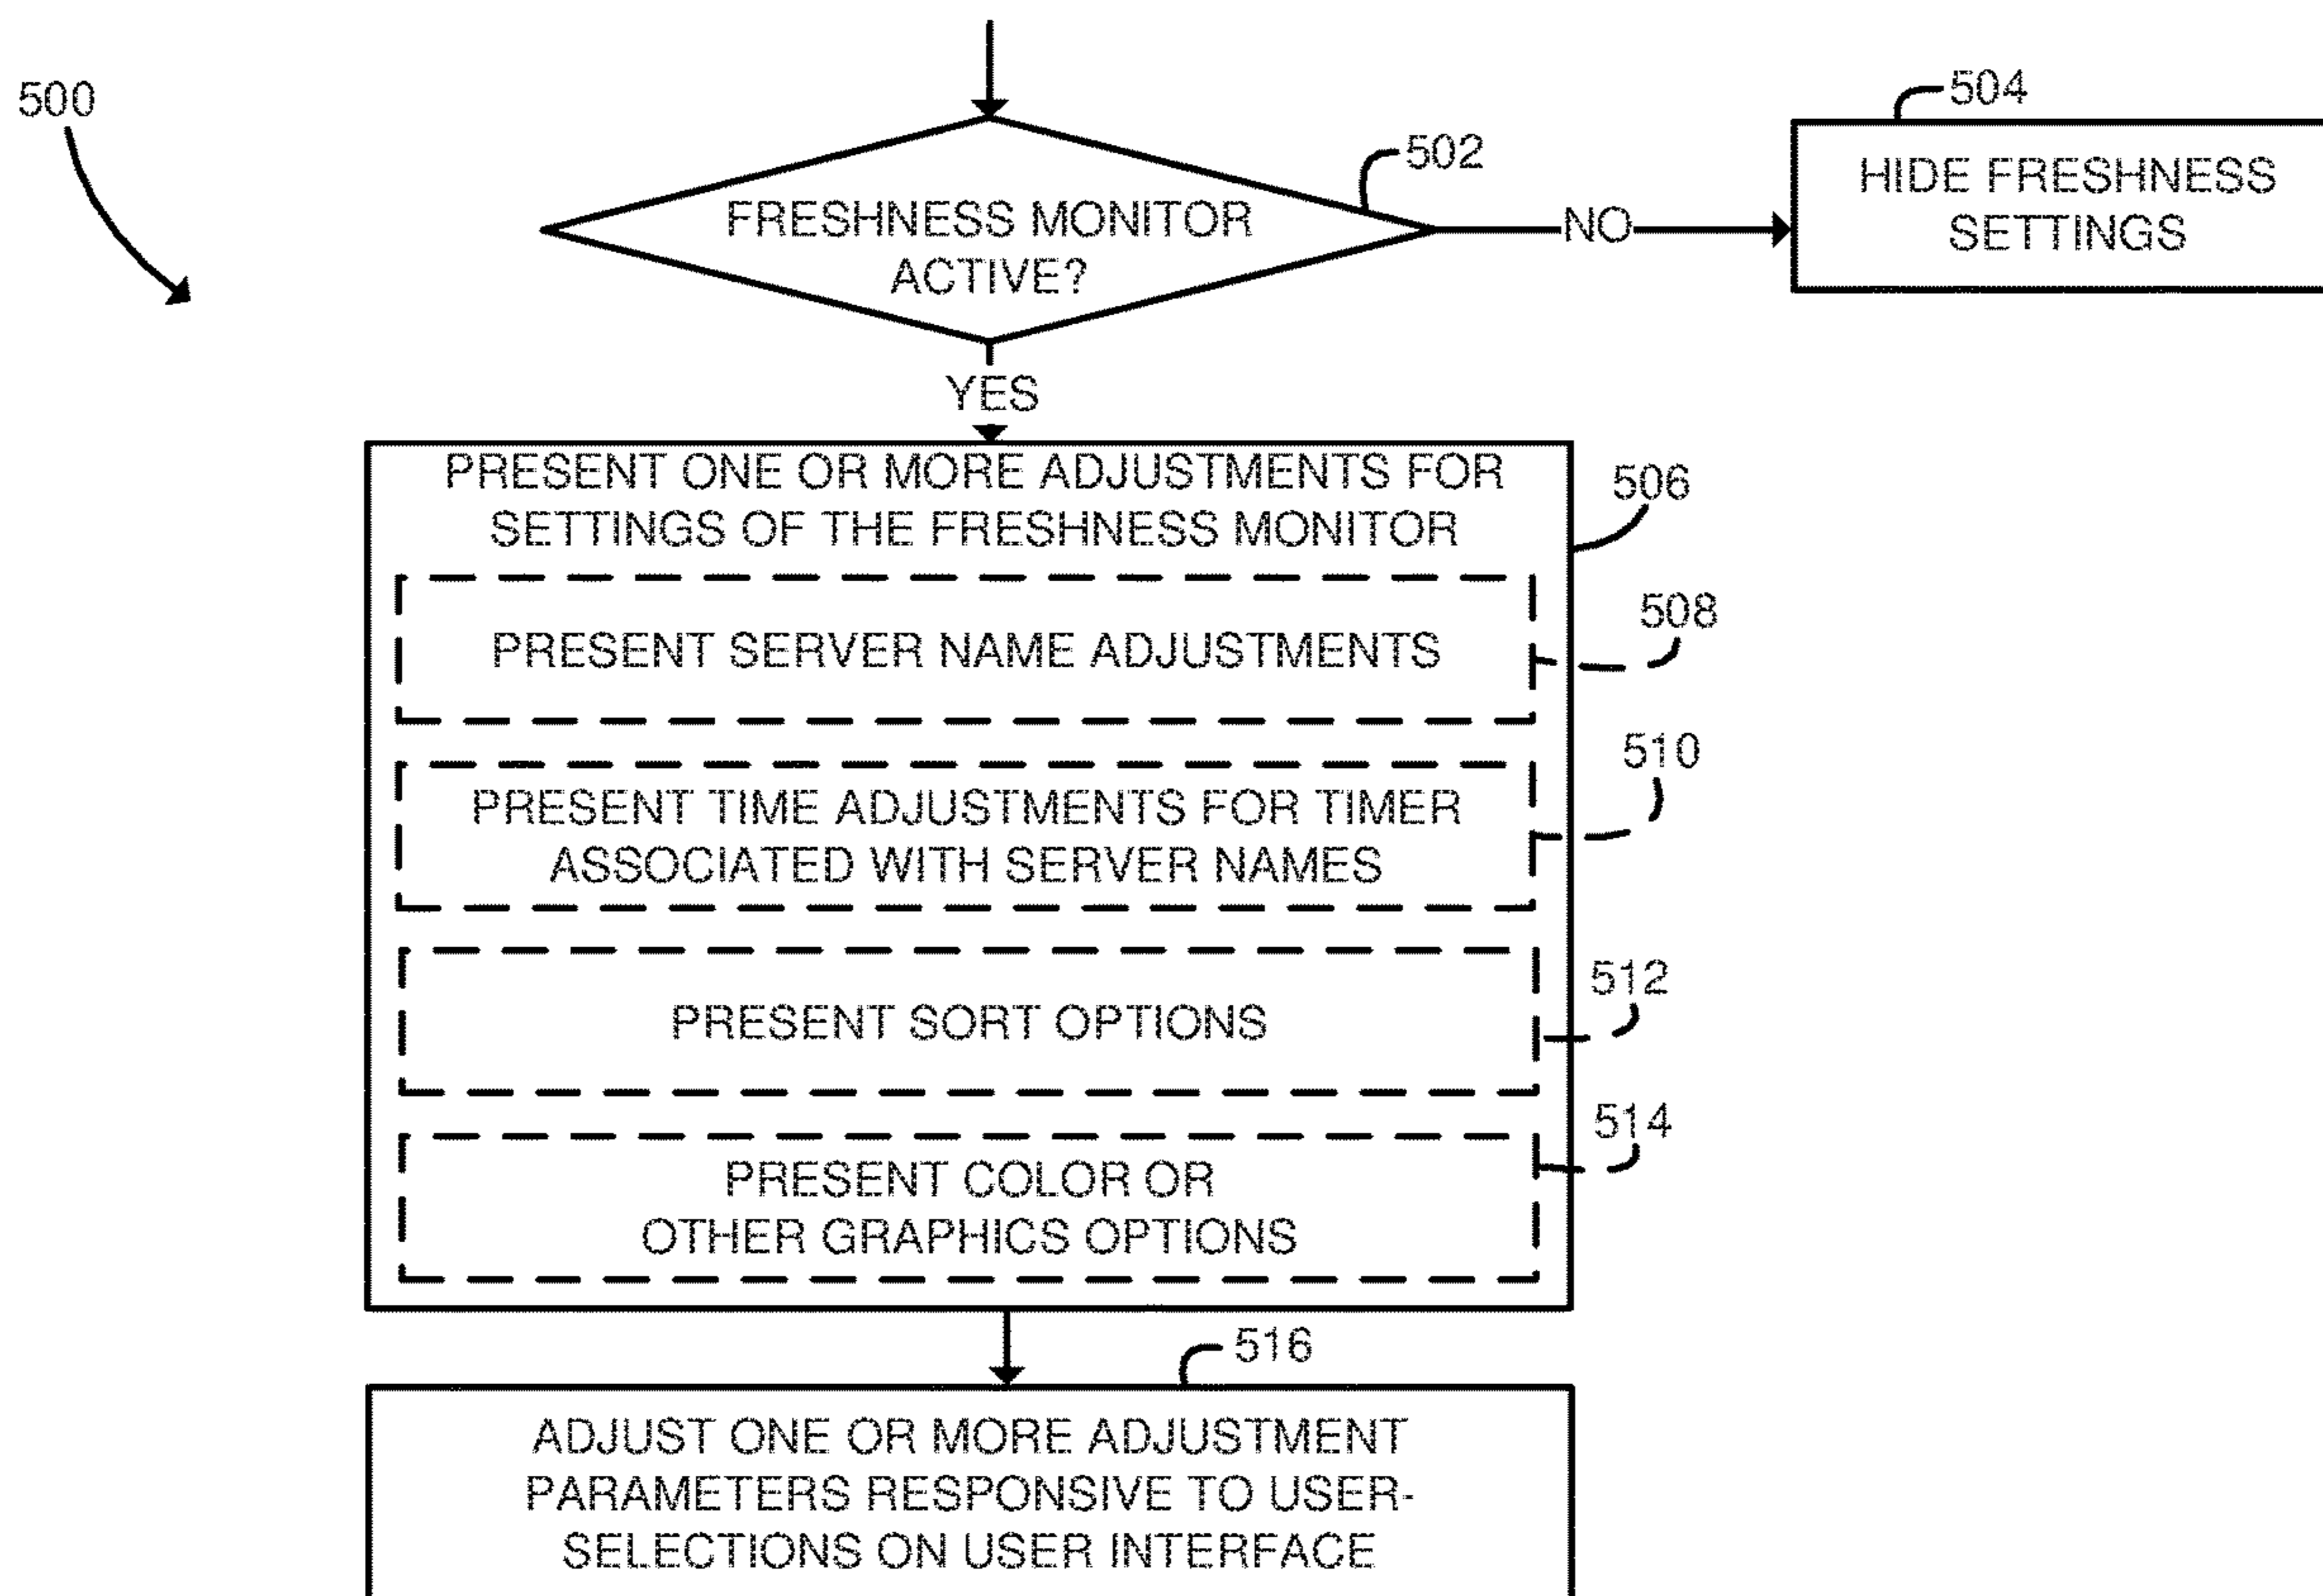 500
504
502
HIDE FRESHNESS
SETTINGS
FRESHNESS MONITOR
ACTIVE?
NO
YES
PRESENT ONE OR MORE ADJUSTMENTS FOR
SETTINGS OF THE FRESHNESS MONITOR
506
508
PRESENT SERVER NAME ADJUSTMENTS
510
PRESENT TIME ADJUSTMENTS FOR TIMER
ASSOCIATED WITH SERVER NAMES
512
PRESENT SORT OPTIONS
514
PRESENT COLOR OR
OTHER GRAPHICS OPTIONS
516
ADJUST ONE OR MORE ADJUSTMENT
PARAMETERS RESPONSIVE TO USER-
SELECTIONS ON USER INTERFACE